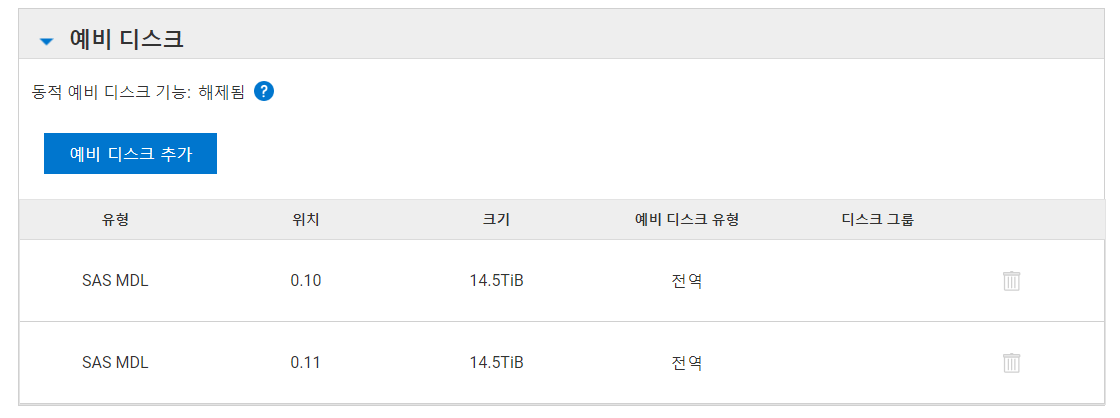 예비 디스크
동적 예비 디스크 기능: 해제됨 ?
예비 디스크 추가
유형 위치 크기 예비 디스크 유형 디스크 그룹
SAS MDL 0.10 14.5TiB 전역
SAS MDL 0.11 14.5TiB 전역